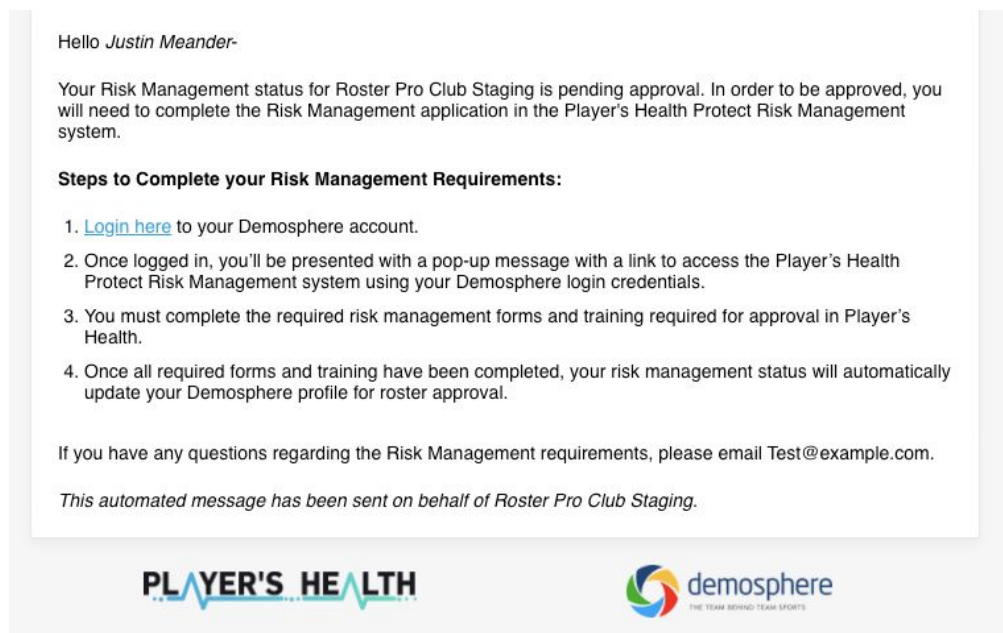 Hello Justin Meander-
Your Risk Management status for Roster Pro Club Staging is pending approval. In order to be approved, you
will need to complete the Risk Management application in the Player's Health Protect Risk Management
system.
Steps to Complete your Risk Management Requirements:
1. Login here to your Demosphere account.
2. Once logged in, you’ll be presented with a pop-up message with a link to access the Player’s Health
Protect Risk Management system using your Demosphere login credentials.
3. You must complete the required risk management forms and training required for approval in Player’s
Health.
4. Once all required forms and training have been completed, your risk management status will automatically
update your Demosphere profile for roster approval.
If you have any questions regarding the Risk Management requirements, please email Test@example.com.
This automated message has been sent on behalf of Roster Pro Club Staging.
PLAYER'S HEALTH
demosphere
THE TEAM BEHIND TEAM SPORTS